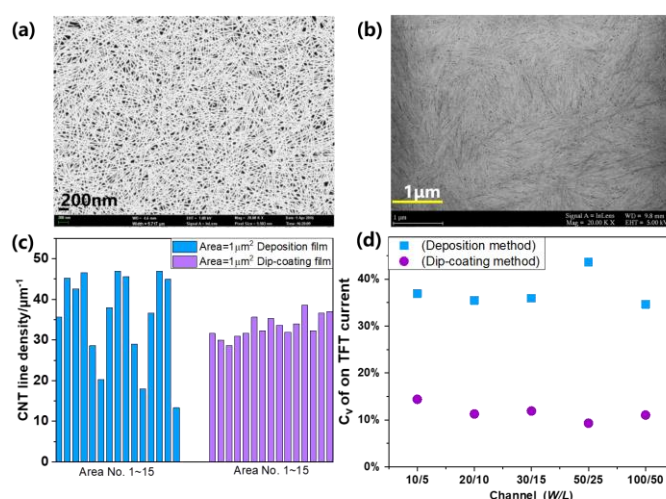 (a)
200nm
(b)
1μm
1 μm
Mag = 20.00 K X
Signal A = InLens
EHT = 5.00 kV
WD = 9.8 mm
(c)
Area=1μm² Deposition film
Area=1μm² Dip-coating film
CNT line density/μm⁻¹
50
40
30
20
10
0
Area No. 1~15
Area No. 1~15
(d)
(Deposition method)
(Dip-coating method)
Cᵥ of on TFT current
40%
30%
20%
10%
0%
10/5
20/10
30/15
50/25
100/50
Channel (W/L)